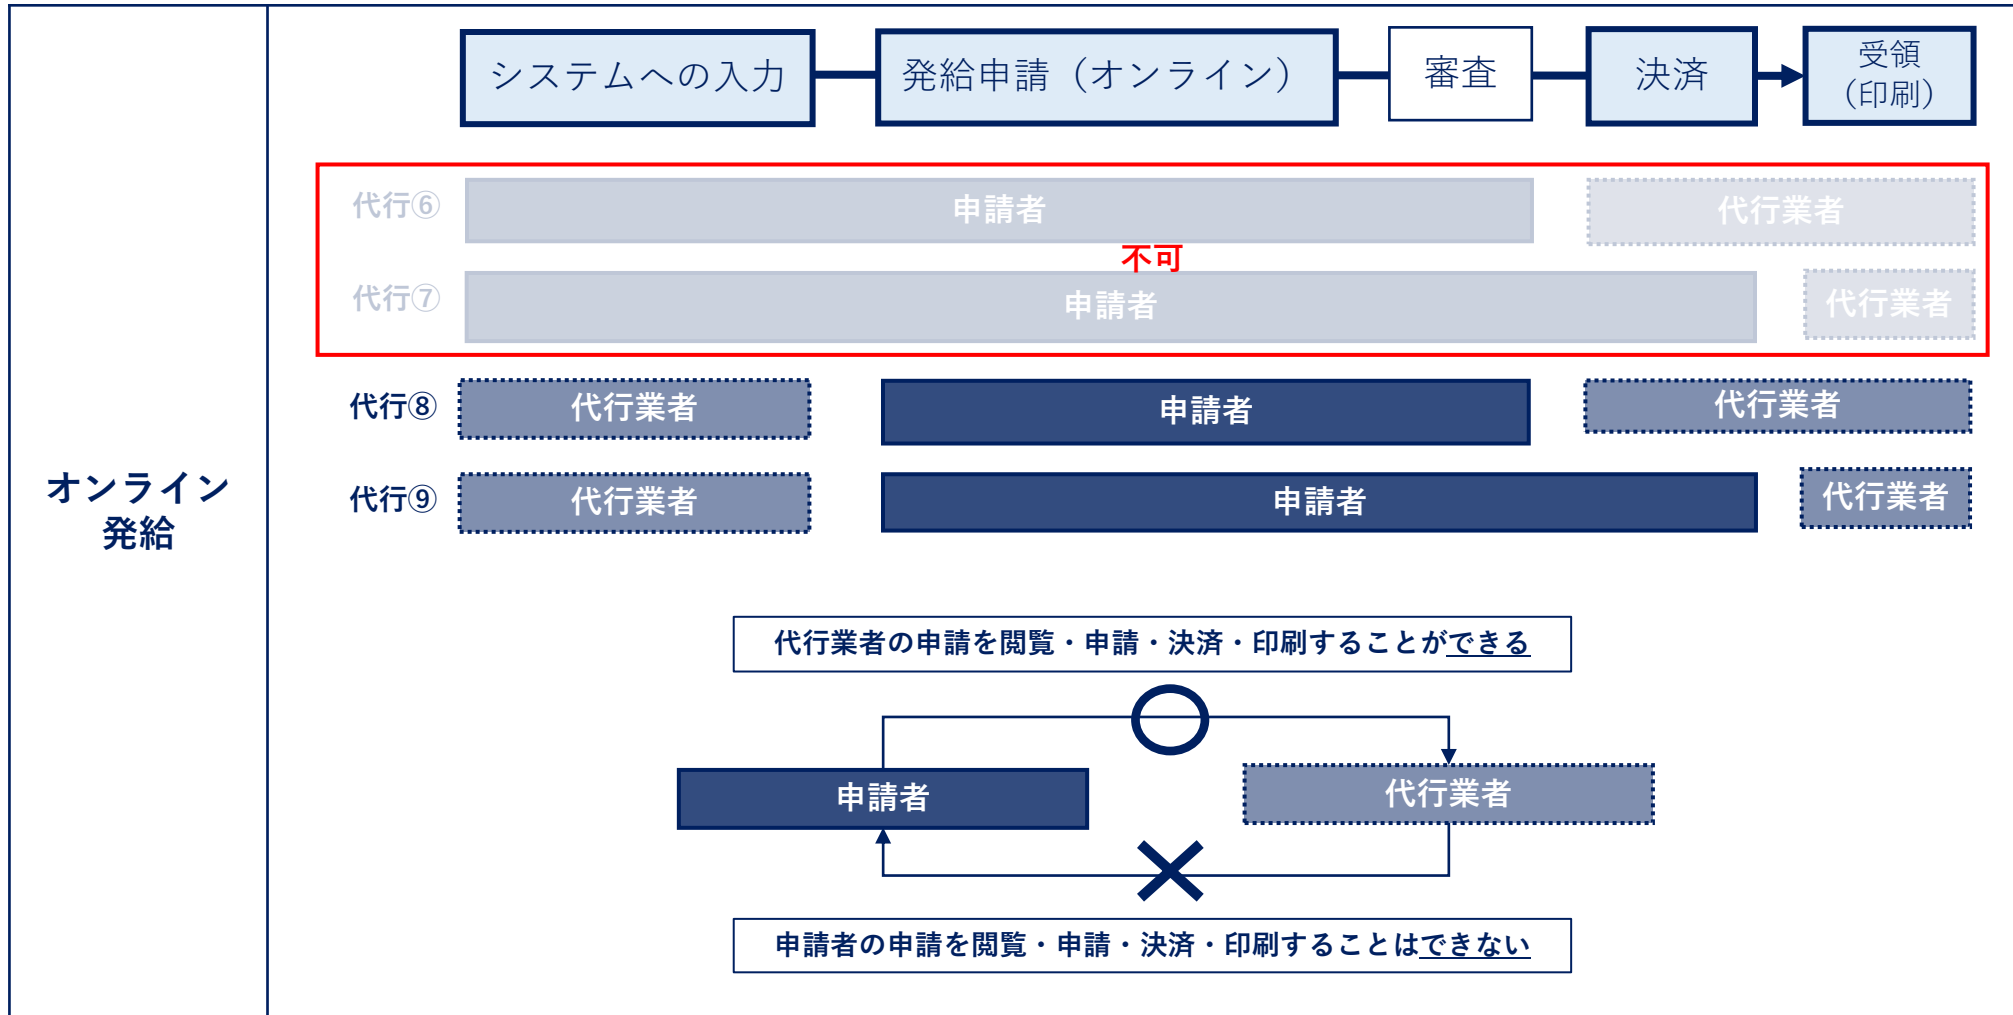 システムへの入力
発給申請（オンライン）
審査
決済
受領
（印刷）
代行⑥
申請者
代行業者
不可
代行⑦
申請者
代行業者
代行⑧
代行業者
申請者
代行業者
オンライン
発給
代行⑨
代行業者
申請者
代行業者
代行業者の申請を閲覧・申請・決済・印刷することができる
申請者
代行業者
申請者の申請を閲覧・申請・決済・印刷することはできない